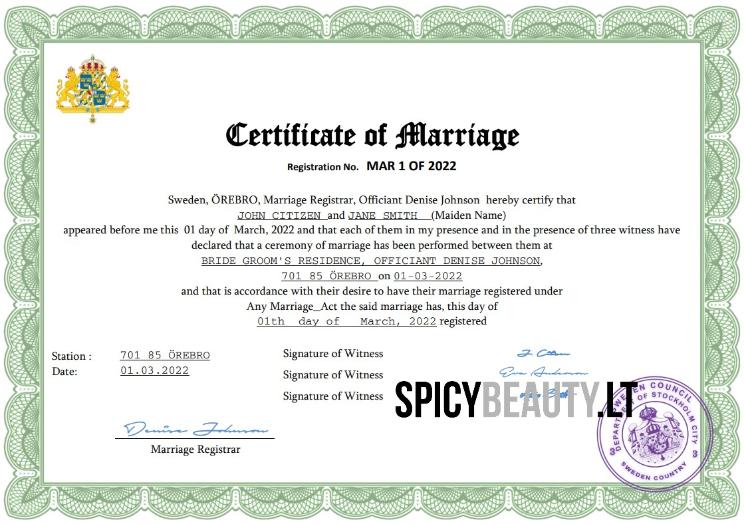 Certificate of Marriage
Registration No. MAR 1 OF 2022
Sweden, ÖREBRO, Marriage Registrar, Officiant Denise Johnson hereby certify that
JOHN CITIZEN and JANE SMITH (Maiden Name)
appeared before me this 01 day of March, 2022 and that each of them in my presence and in the presence of three witness have
declared that a ceremony of marriage has been performed between them at
BRIDE GROOM'S RESIDENCE, OFFICIANT DENISE JOHNSON,
701 85 ÖREBRO on 01-03-2022
and that is accordance with their desire to have their marriage registered under
Any Marriage_Act the said marriage has, this day of
01th day of March, 2022 registered
Station : 701 85 ÖREBRO
Date: 01.03.2022
Signature of Witness
Signature of Witness Eva Anderson
Signature of Witness
SPICYBEAUTY.LT
Denise Johnson
Marriage Registrar
SWEDEN COUNCIL
DEPARTMENT OF STOCKHOLM CITY
SWEDEN COUNTRY